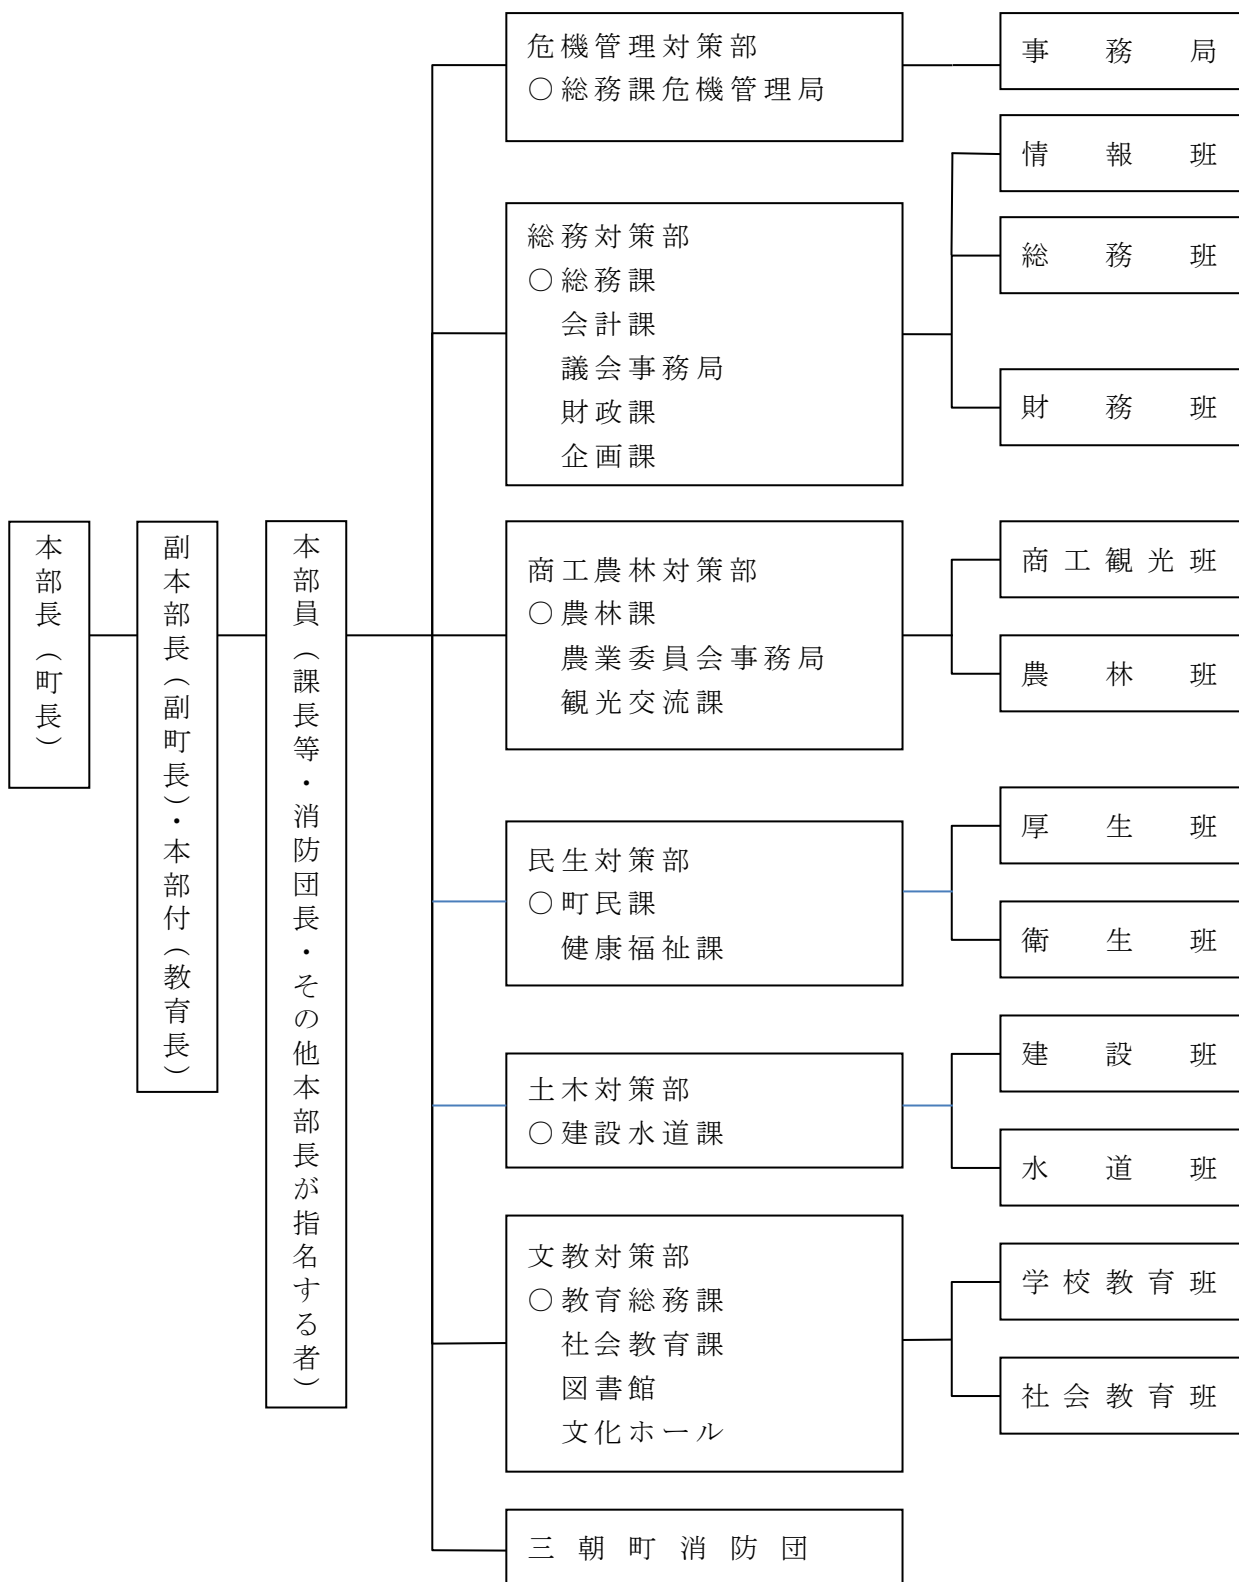 本部長（町長）
副本部長（副町長）・本部付（教育長）
本部員（課長等・消防団長・その他本部長が指名する者）
危機管理対策部
○総務課危機管理局
事務局
総務対策部
○総務課
会計課
議会事務局
財政課
企画課
情報班
総務班
財務班
商工農林対策部
○農林課
農業委員会事務局
観光交流課
商工観光班
農林班
民生対策部
○町民課
健康福祉課
厚生班
衛生班
土木対策部
○建設水道課
建設班
水道班
文教対策部
○教育総務課
社会教育課
図書館
文化ホール
学校教育班
社会教育班
三朝町消防団